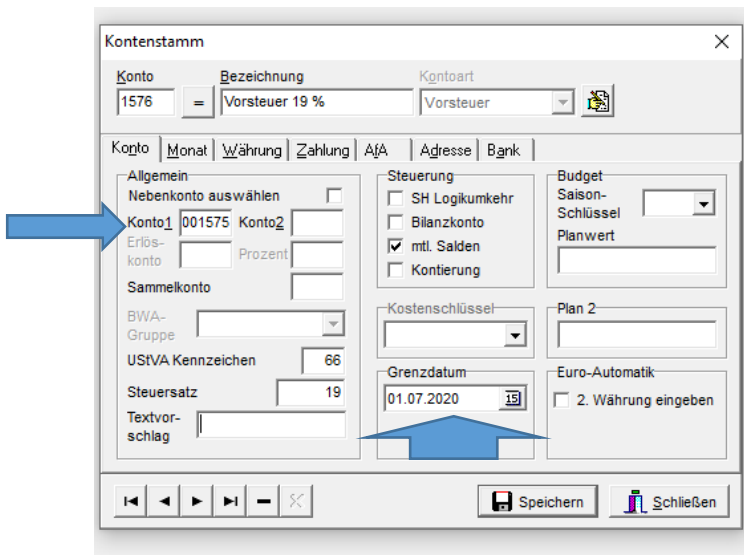 Kontenstamm
Konto Bezeichnung Kontoart
1576 = Vorsteuer 19 % Vorsteuer
Konto Monat Währung Zahlung AfA Adresse Bank
Allgemein
Nebenkonto auswählen
Konto1 001575 Konto2
Erlös-
konto Prozent
Sammelkonto
BWA-
Gruppe
UStVA Kennzeichen 66
Steuersatz 19
Textvor-
schlag
Steuerung
SH Logikumkehr
Bilanzkonto
mtl. Salden
Kontierung
Kostenschlüssel
Grenzdatum
01.07.2020 15
Budget
Saison-
Schlüssel
Planwert
Plan 2
Euro-Automatik
2. Währung eingeben
Speichern Schließen